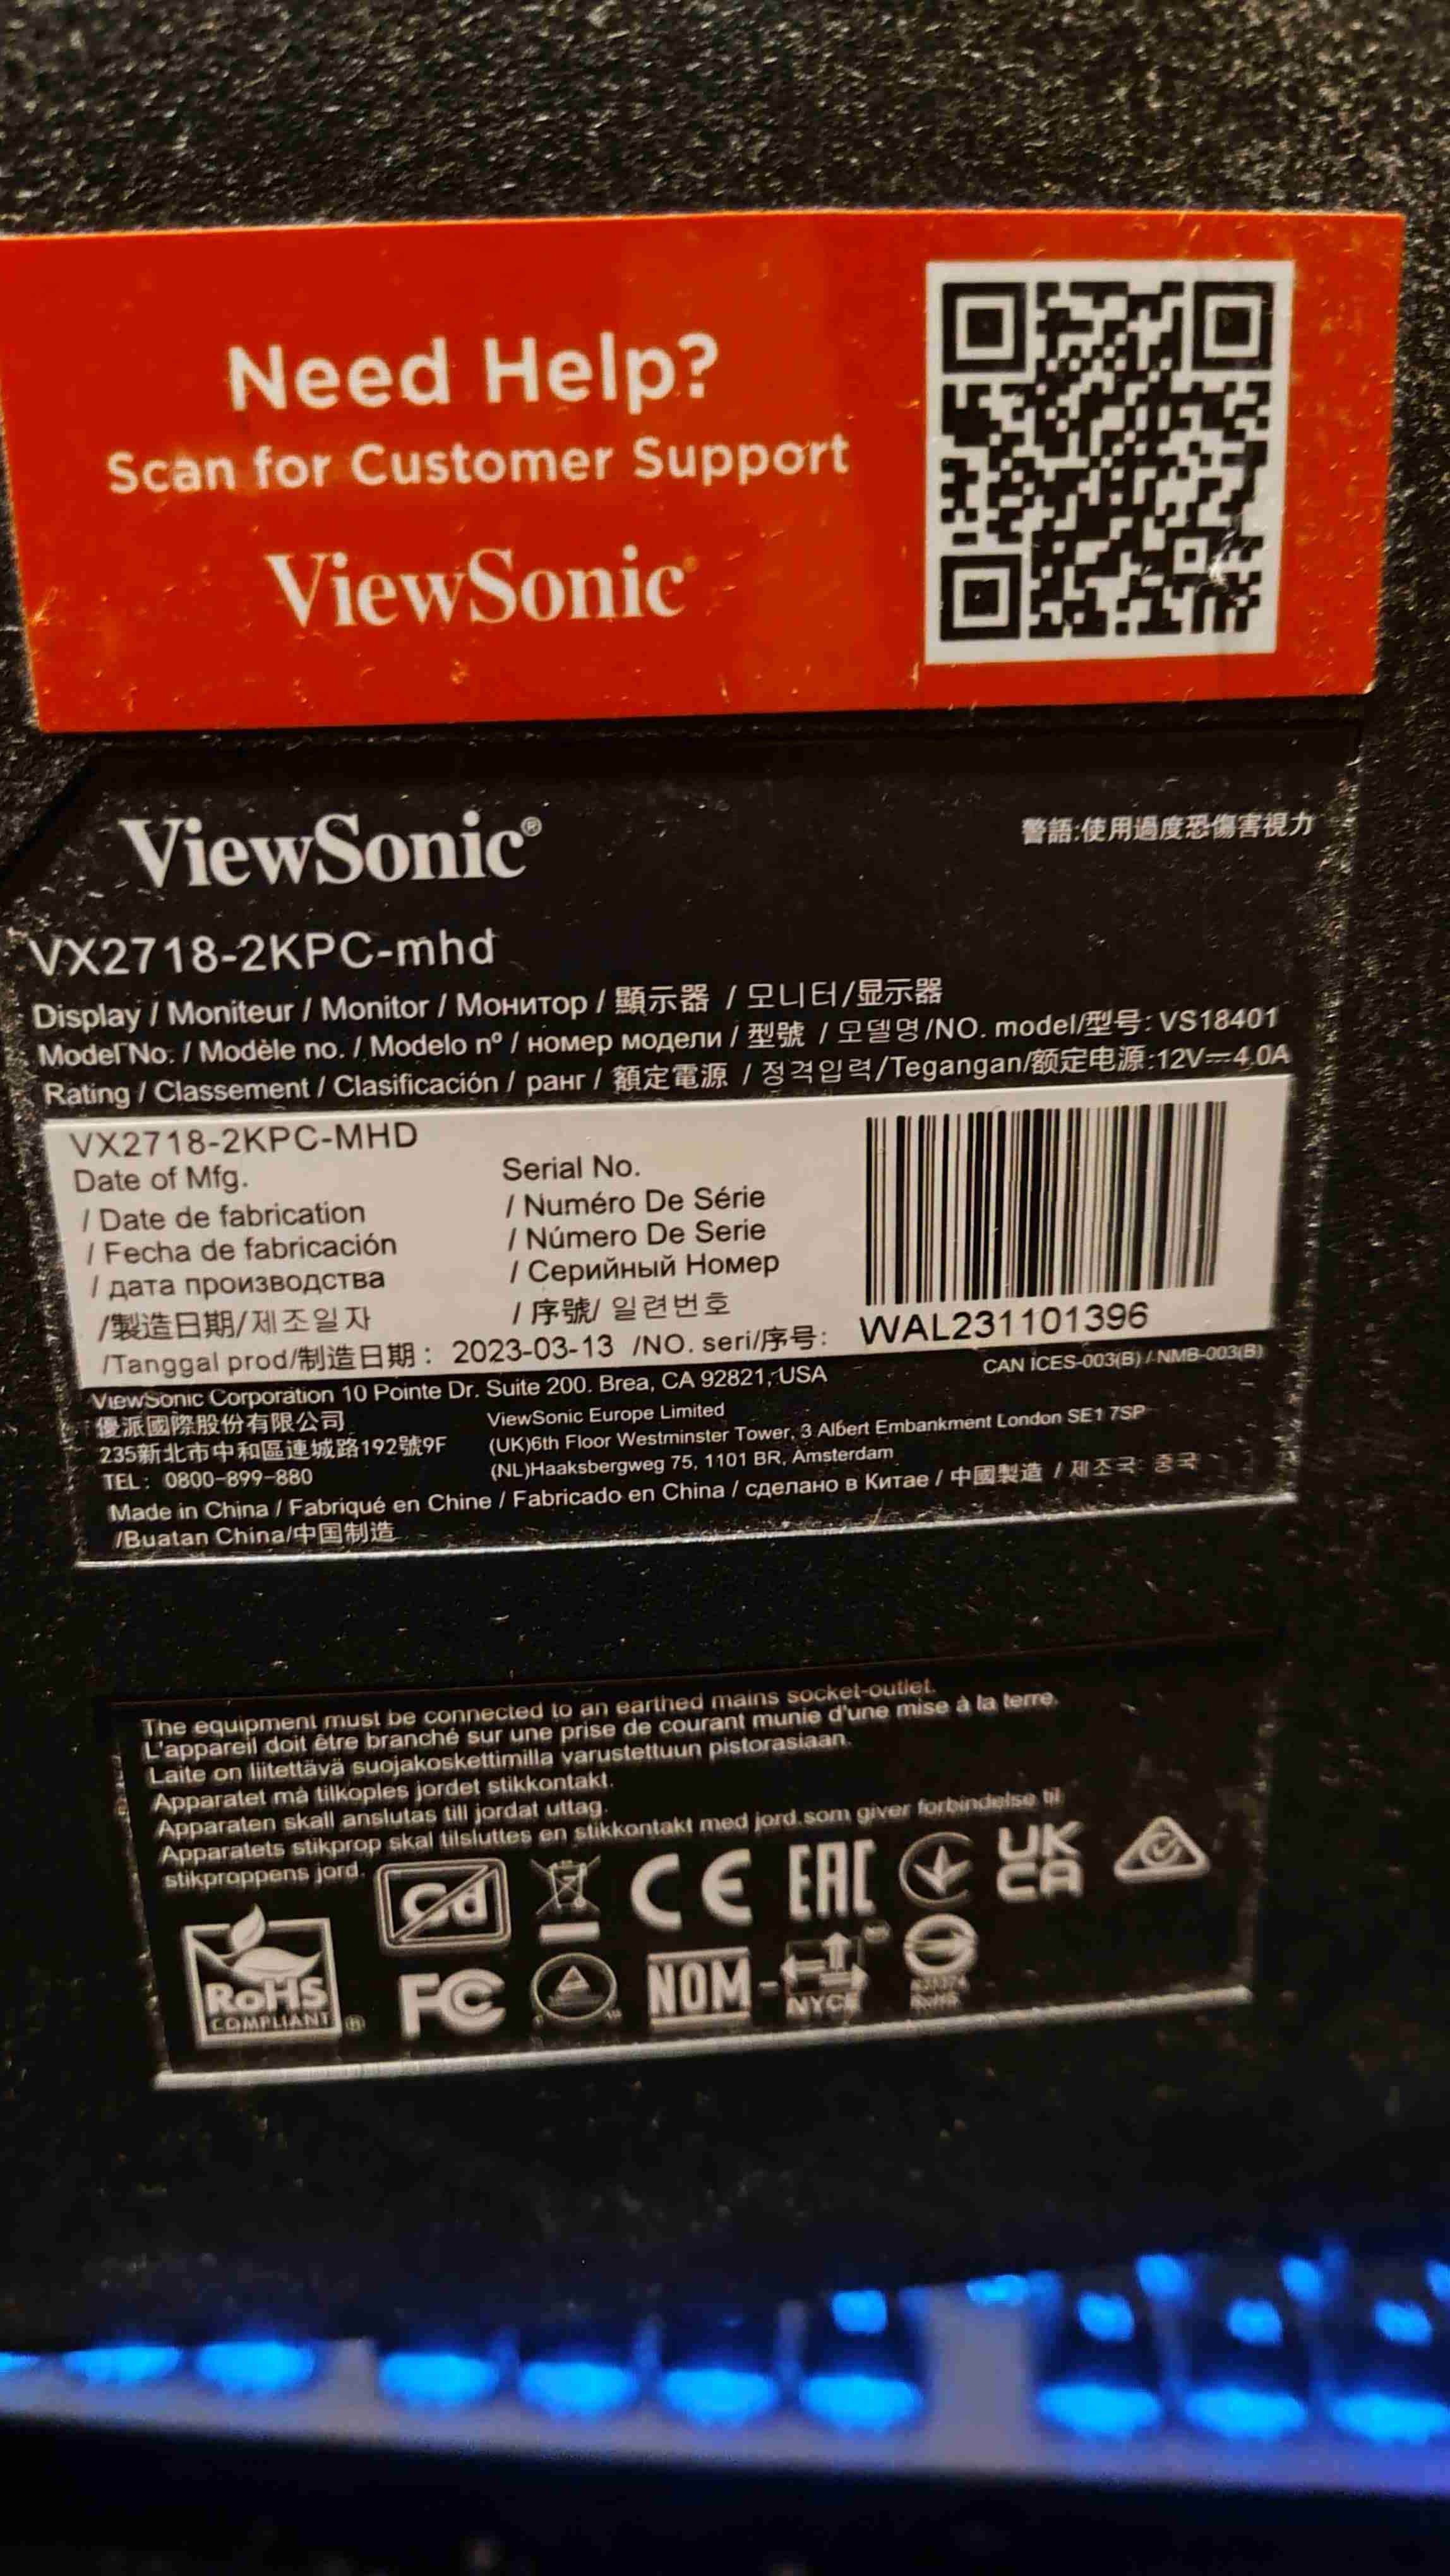 Need Help?
Scan for Customer Support
ViewSonic
ViewSonic®
警語:使用過度恐傷害視力
VX2718-2KPC-mhd
Display / Moniteur / Monitor / Монитор / 顯示器 / 모니터/显示器
Model No. / Modèle no. / Modelo nº / номер модели / 型號 / 모델명/NO. model/型号: VS18401
Rating / Classement / Clasificación / ранг / 額定電源 / 정격입력/Tegangan/额定电源:12V⎓4.0A
VX2718-2KPC-MHD
Date of Mfg.
/ Date de fabrication
/ Fecha de fabricación
/ дата производства
/製造日期/제조일자
/Tanggal prod/制造日期: 2023-03-13
Serial No.
/ Numéro De Série
/ Número De Serie
/ Серийный Номер
/ 序號/ 일련번호
/NO. seri/序号:
WAL231101396
ViewSonic Corporation 10 Pointe Dr. Suite 200. Brea, CA 92821, USA
CAN ICES-003(B) / NMB-003(B)
優派國際股份有限公司
235新北市中和區連城路192號9F
TEL: 0800-899-880
ViewSonic Europe Limited
(UK)6th Floor Westminster Tower, 3 Albert Embankment London SE1 7SP
(NL)Haaksbergweg 75, 1101 BR, Amsterdam
Made in China / Fabriqué en Chine / Fabricado en China / сделано в Китае / 中國製造 / 제조국: 중국
/Buatan China/中国制造
The equipment must be connected to an earthed mains socket-outlet.
L'appareil doit être branché sur une prise de courant munie d'une mise à la terre.
Laite on liitettävä suojakoskettimilla varustettuun pistorasiaan.
Apparatet må tilkoples jordet stikkontakt.
Apparaten skall anslutas till jordat uttag.
Apparatets stikprop skal tilsluttes en stikkontakt med jord som giver forbindelse til
stikproppens jord.
Cd
CE
EAC
UK
CA
RoHS
COMPLIANT ®
FC
NOM-
NYCE
RoHS